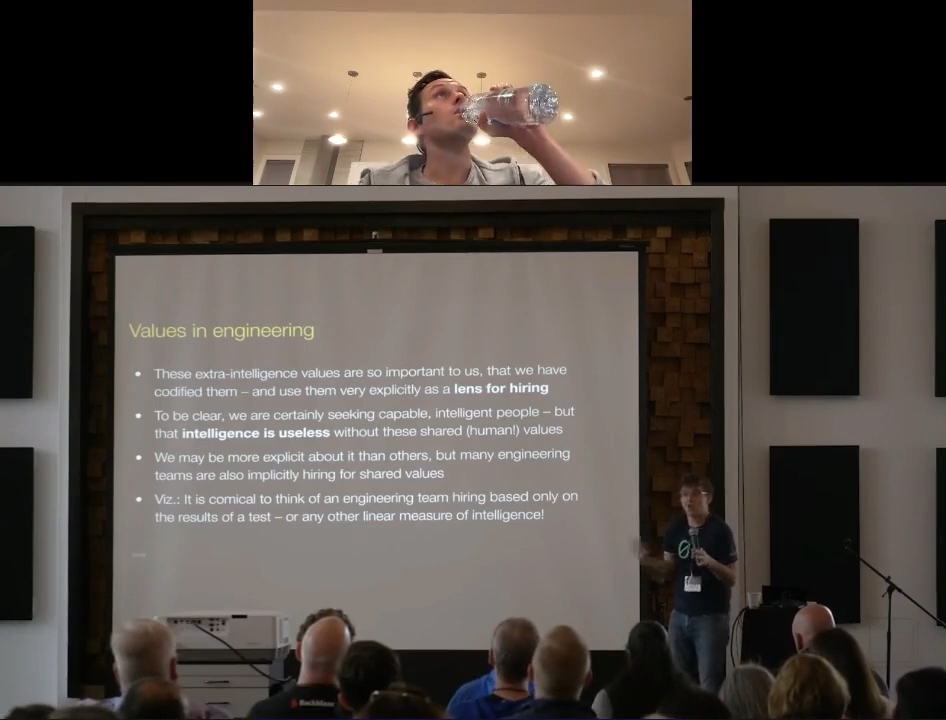 Values in engineering
• These extra-intelligence values are so important to us, that we have
codified them – and use them very explicitly as a lens for hiring
• To be clear, we are certainly seeking capable, intelligent people – but
that intelligence is useless without these shared (human!) values
• We may be more explicit about it than others, but many engineering
teams are also implicitly hiring for shared values
• Viz.: It is comical to think of an engineering team hiring based only on
the results of a test – or any other linear measure of intelligence!
Backblaze